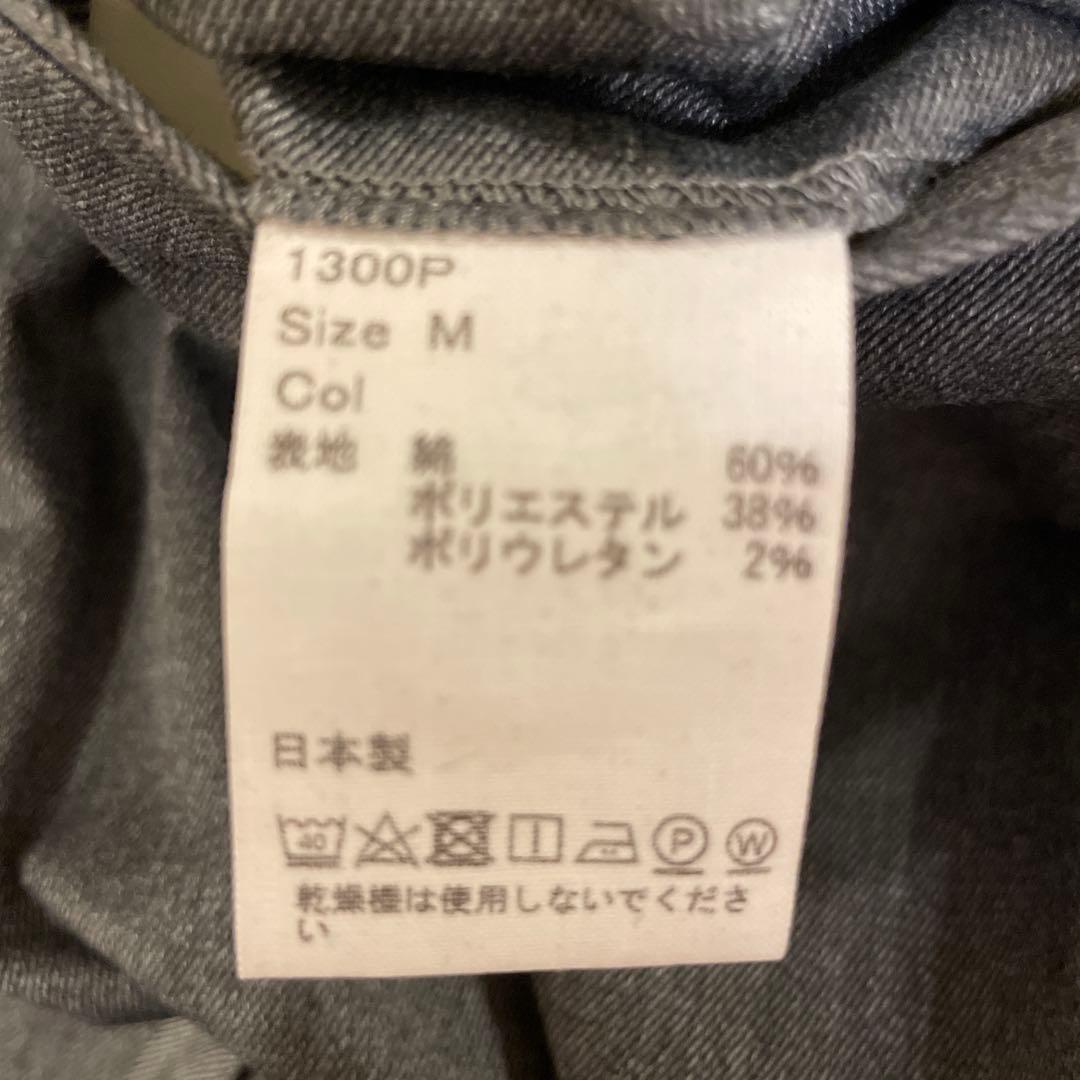 1300P
Size M
Col
表地 綿 60%
ポリエステル 38%
ポリウレタン 2%
日本製
40 P W
乾燥機は使用しないでくださ
い